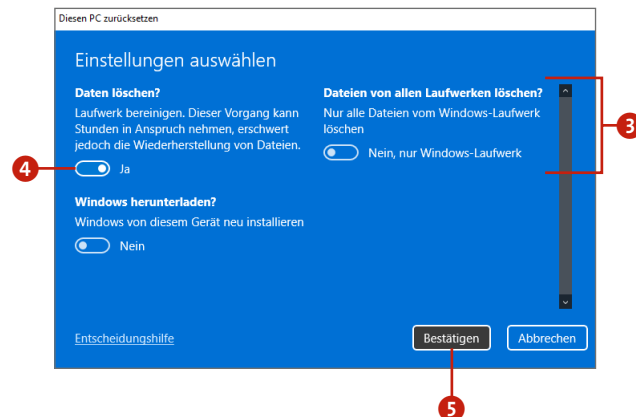 Diesen PC zurücksetzen
Einstellungen auswählen
Daten löschen?
Laufwerk bereinigen. Dieser Vorgang kann
Stunden in Anspruch nehmen, erschwert
jedoch die Wiederherstellung von Dateien.
4
Ja
Windows herunterladen?
Windows von diesem Gerät neu installieren
Nein
Dateien von allen Laufwerken löschen?
Nur alle Dateien vom Windows-Laufwerk
löschen
Nein, nur Windows-Laufwerk
3
Entscheidungshilfe
Bestätigen
Abbrechen
5